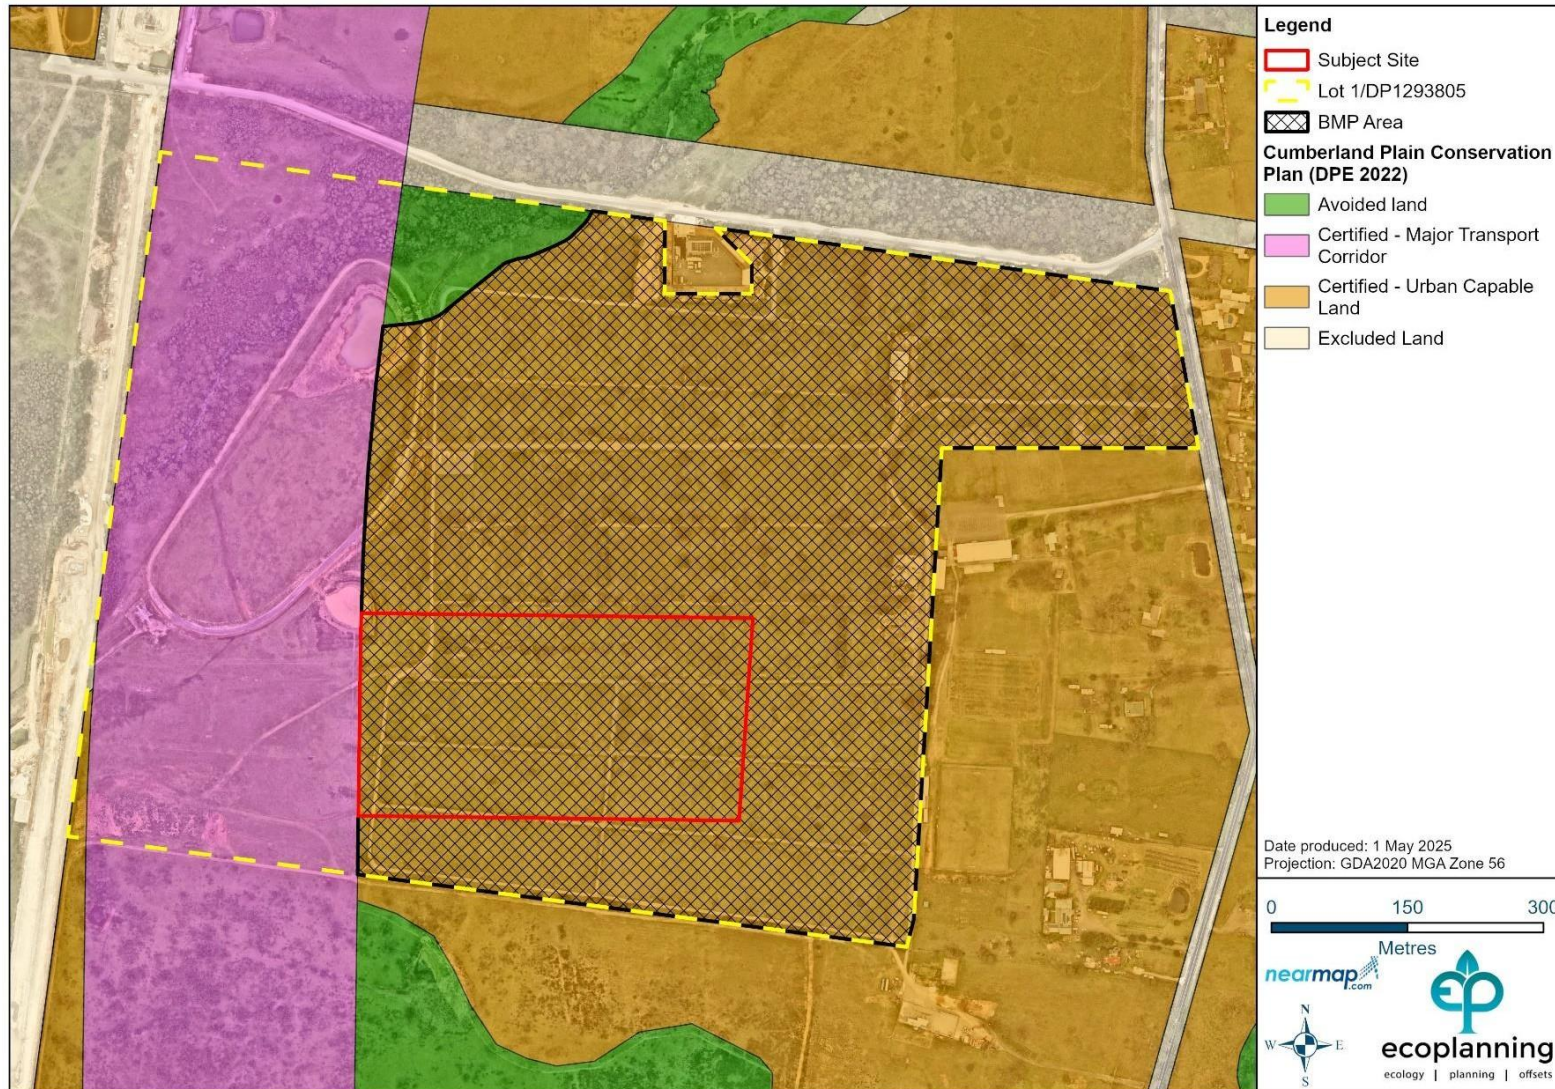 Legend
Subject Site
Lot 1/DP1293805
BMP Area
Cumberland Plain Conservation
Plan (DPE 2022)
Avoided land
Certified - Major Transport
Corridor
Certified - Urban Capable
Land
Excluded Land
Date produced: 1 May 2025
Projection: GDA2020 MGA Zone 56
0 150 300
Metres
nearmap
.com
N
W E
S
ep
ecoplanning
ecology | planning | offsets